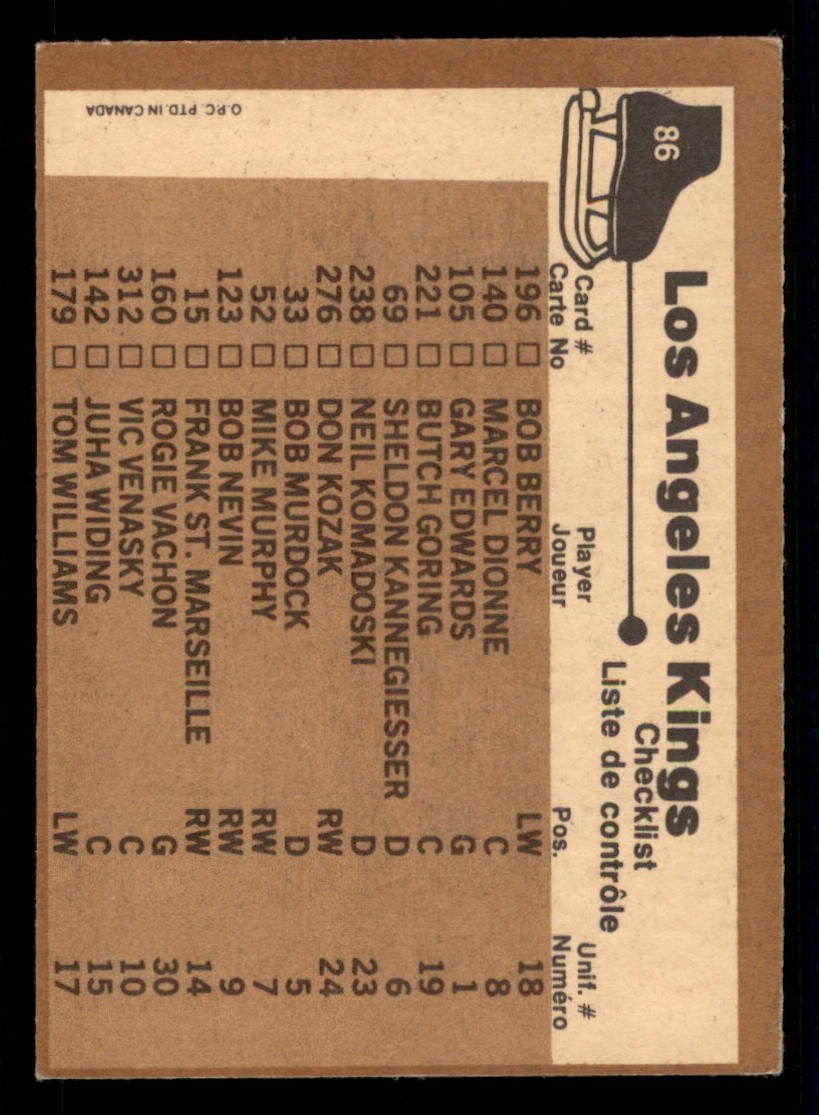 86
Los Angeles Kings
Checklist
Liste de contrôle
Card # Player Pos. Unif. #
Carte No Joueur Numéro
196 □ BOB BERRY LW 18
140 □ MARCEL DIONNE C 8
105 □ GARY EDWARDS G 1
221 □ BUTCH GORING C 19
69 □ SHELDON KANNEGIESSER D 6
238 □ NEIL KOMADOSKI D 23
276 □ DON KOZAK RW 24
33 □ BOB MURDOCK D 5
52 □ MIKE MURPHY RW 7
123 □ BOB NEVIN RW 9
15 □ FRANK ST. MARSEILLE RW 14
160 □ ROGIE VACHON G 30
312 □ VIC VENASKY C 10
142 □ JUHA WIDING C 15
179 □ TOM WILLIAMS LW 17
O.P.C. PTD. IN CANADA